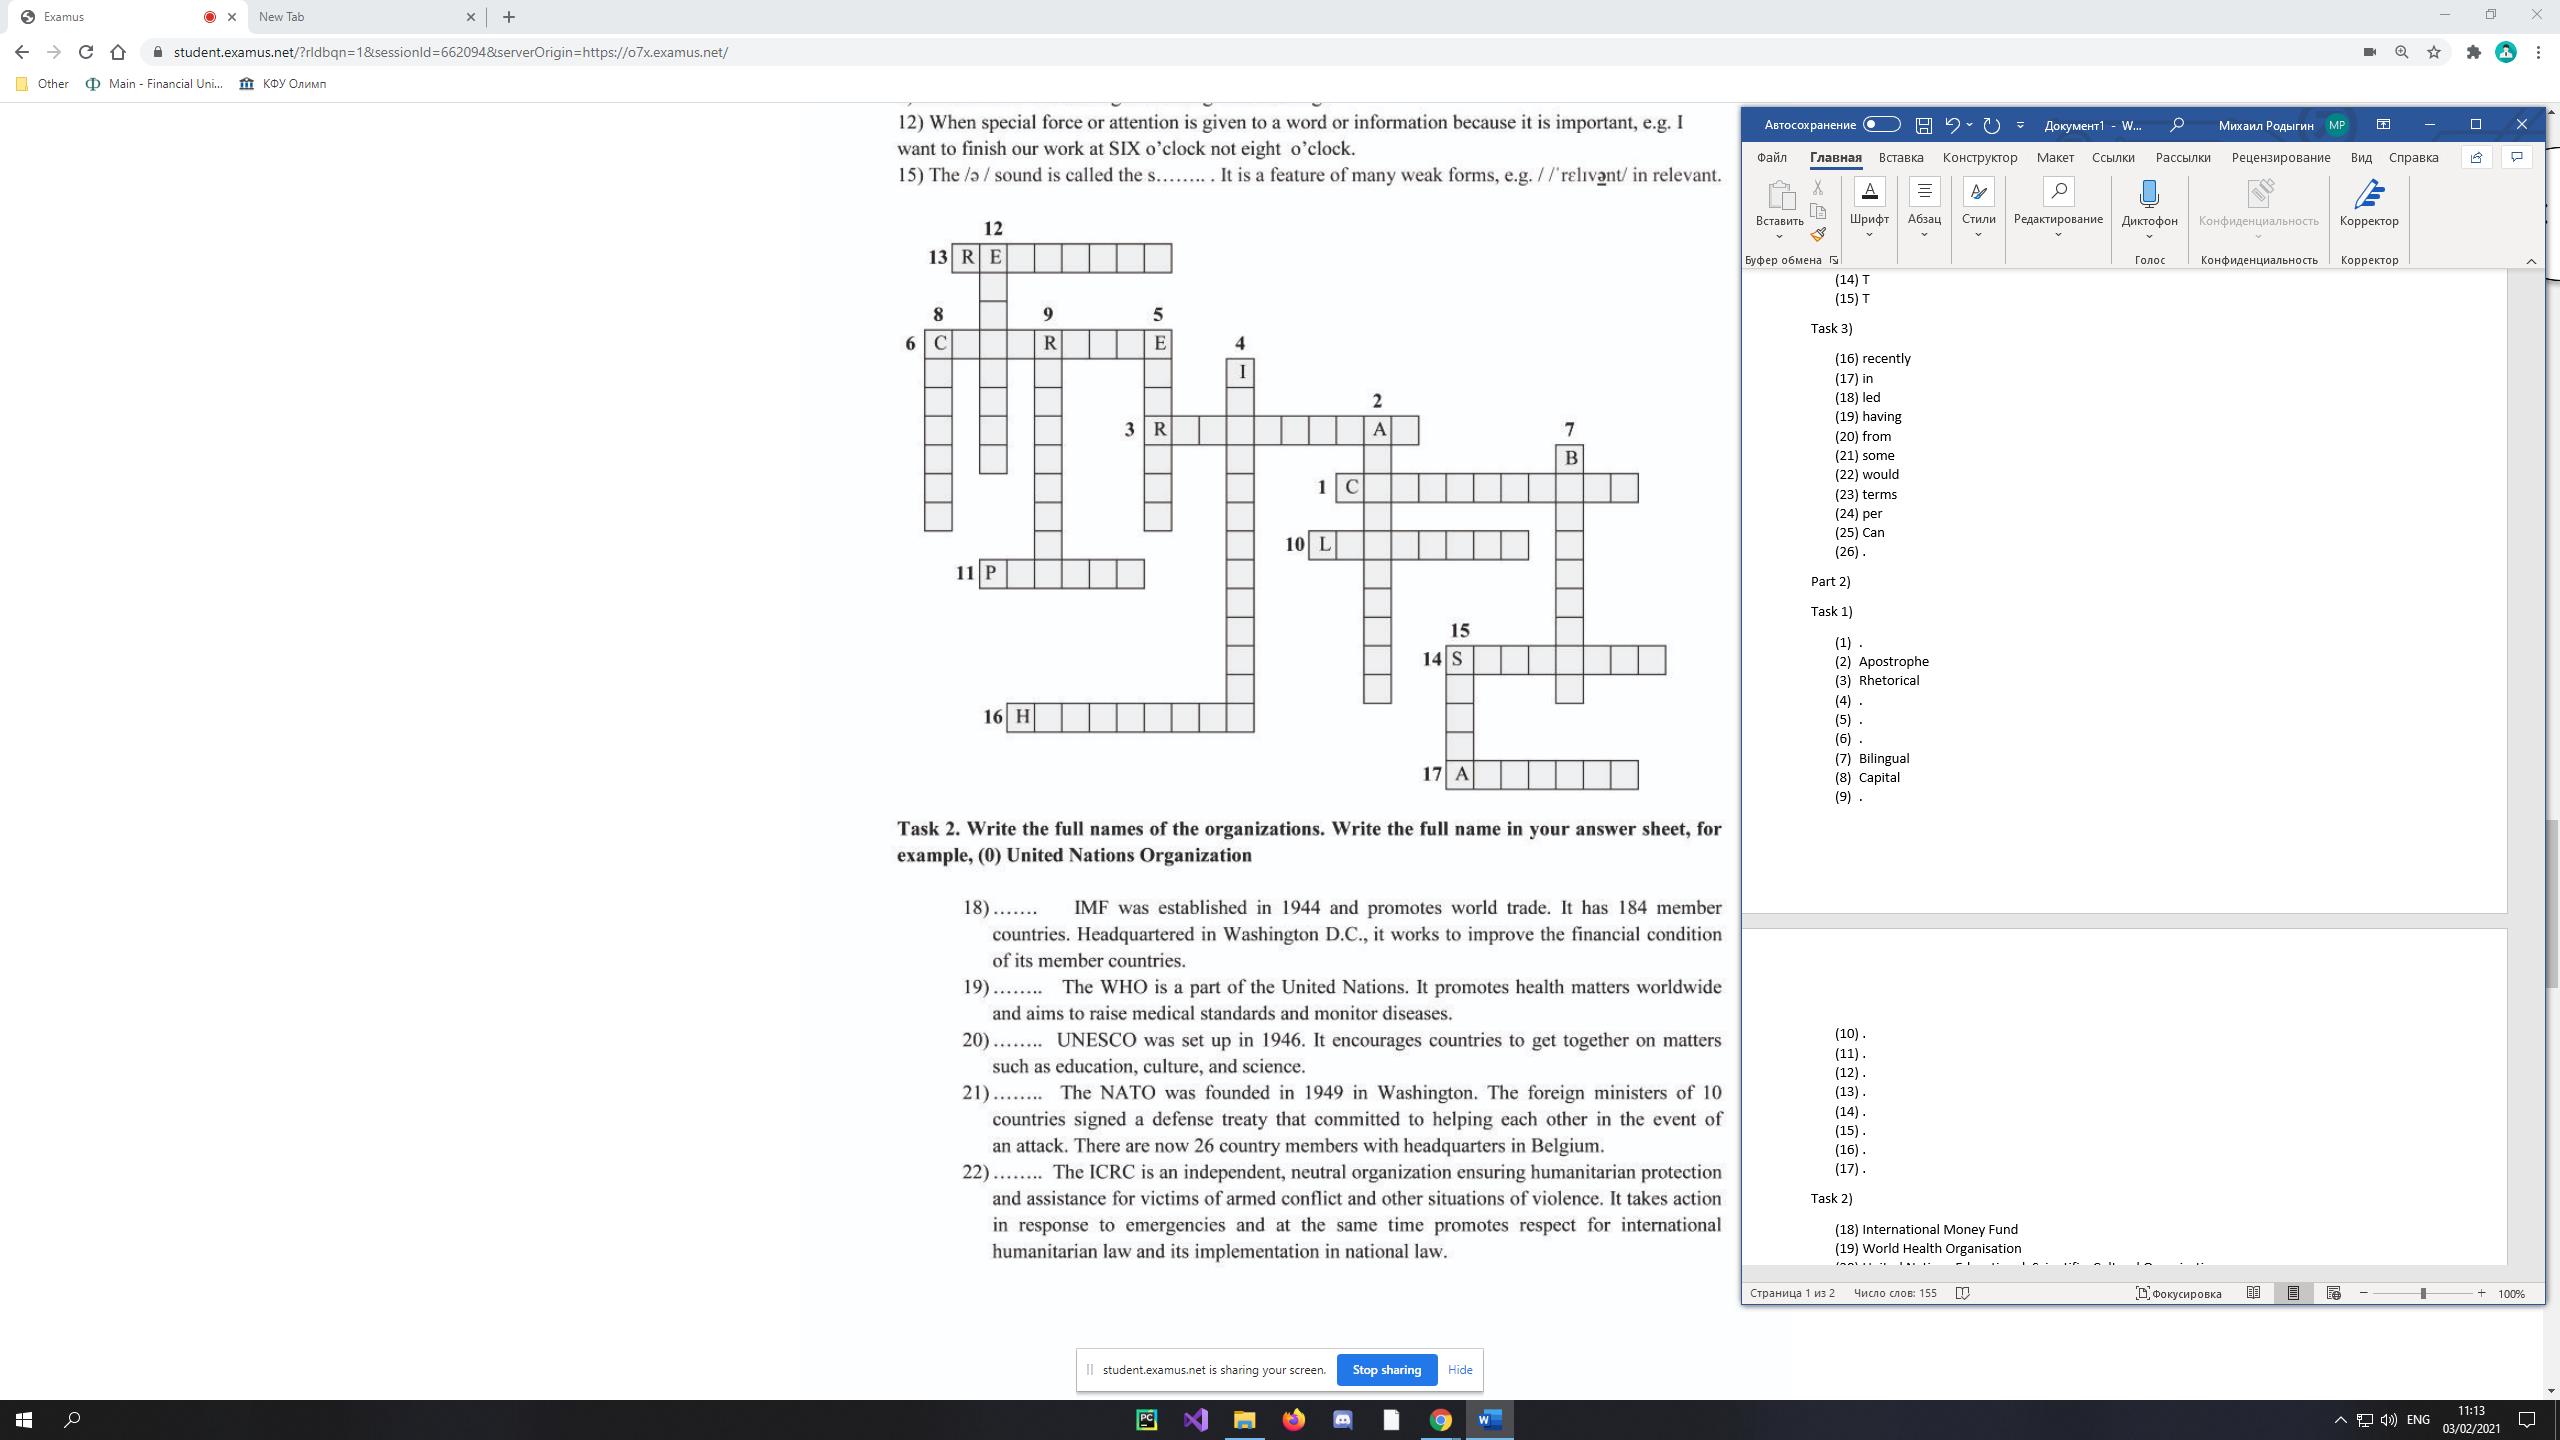 Examus
New Tab
student.examus.net/?rldbqn=1&sessionId=662094&serverOrigin=https://o7x.examus.net/
Other
Main - Financial Uni...
КФУ Олимп
12) When special force or attention is given to a word or information because it is important, e.g. I
want to finish our work at SIX o’clock not eight o’clock.
15) The /ə / sound is called the s…….. . It is a feature of many weak forms, e.g. / /ˈrɛlɪvənt/ in relevant.
12
13 R E
8 9 5
6 C R E
4
I
2
3 R A
7
B
1 C
10 L
11 P
15
14 S
16 H
17 A
Task 2. Write the full names of the organizations. Write the full name in your answer sheet, for
example, (0) United Nations Organization
18) ……. IMF was established in 1944 and promotes world trade. It has 184 member
countries. Headquartered in Washington D.C., it works to improve the financial condition
of its member countries.
19) …….. The WHO is a part of the United Nations. It promotes health matters worldwide
and aims to raise medical standards and monitor diseases.
20) …….. UNESCO was set up in 1946. It encourages countries to get together on matters
such as education, culture, and science.
21) …….. The NATO was founded in 1949 in Washington. The foreign ministers of 10
countries signed a defense treaty that committed to helping each other in the event of
an attack. There are now 26 country members with headquarters in Belgium.
22) …….. The ICRC is an independent, neutral organization ensuring humanitarian protection
and assistance for victims of armed conflict and other situations of violence. It takes action
in response to emergencies and at the same time promotes respect for international
humanitarian law and its implementation in national law.
Автосохранение
Документ1 - W...
Михаил Родыгин
МР
Файл Главная Вставка Конструктор Макет Ссылки Рассылки Рецензирование Вид Справка
Вставить
Шрифт
Абзац
Стили
Редактирование
Диктофон
Конфиденциальность
Корректор
Буфер обмена
Голос
Конфиденциальность
Корректор
(14) T
(15) T
Task 3)
(16) recently
(17) in
(18) led
(19) having
(20) from
(21) some
(22) would
(23) terms
(24) per
(25) Can
(26) .
Part 2)
Task 1)
(1) .
(2) Apostrophe
(3) Rhetorical
(4) .
(5) .
(6) .
(7) Bilingual
(8) Capital
(9) .
(10) .
(11) .
(12) .
(13) .
(14) .
(15) .
(16) .
(17) .
Task 2)
(18) International Money Fund
(19) World Health Organisation
Страница 1 из 2
Число слов: 155
Фокусировка
100%
student.examus.net is sharing your screen.
Stop sharing
Hide
PC
ENG
11:13
03/02/2021